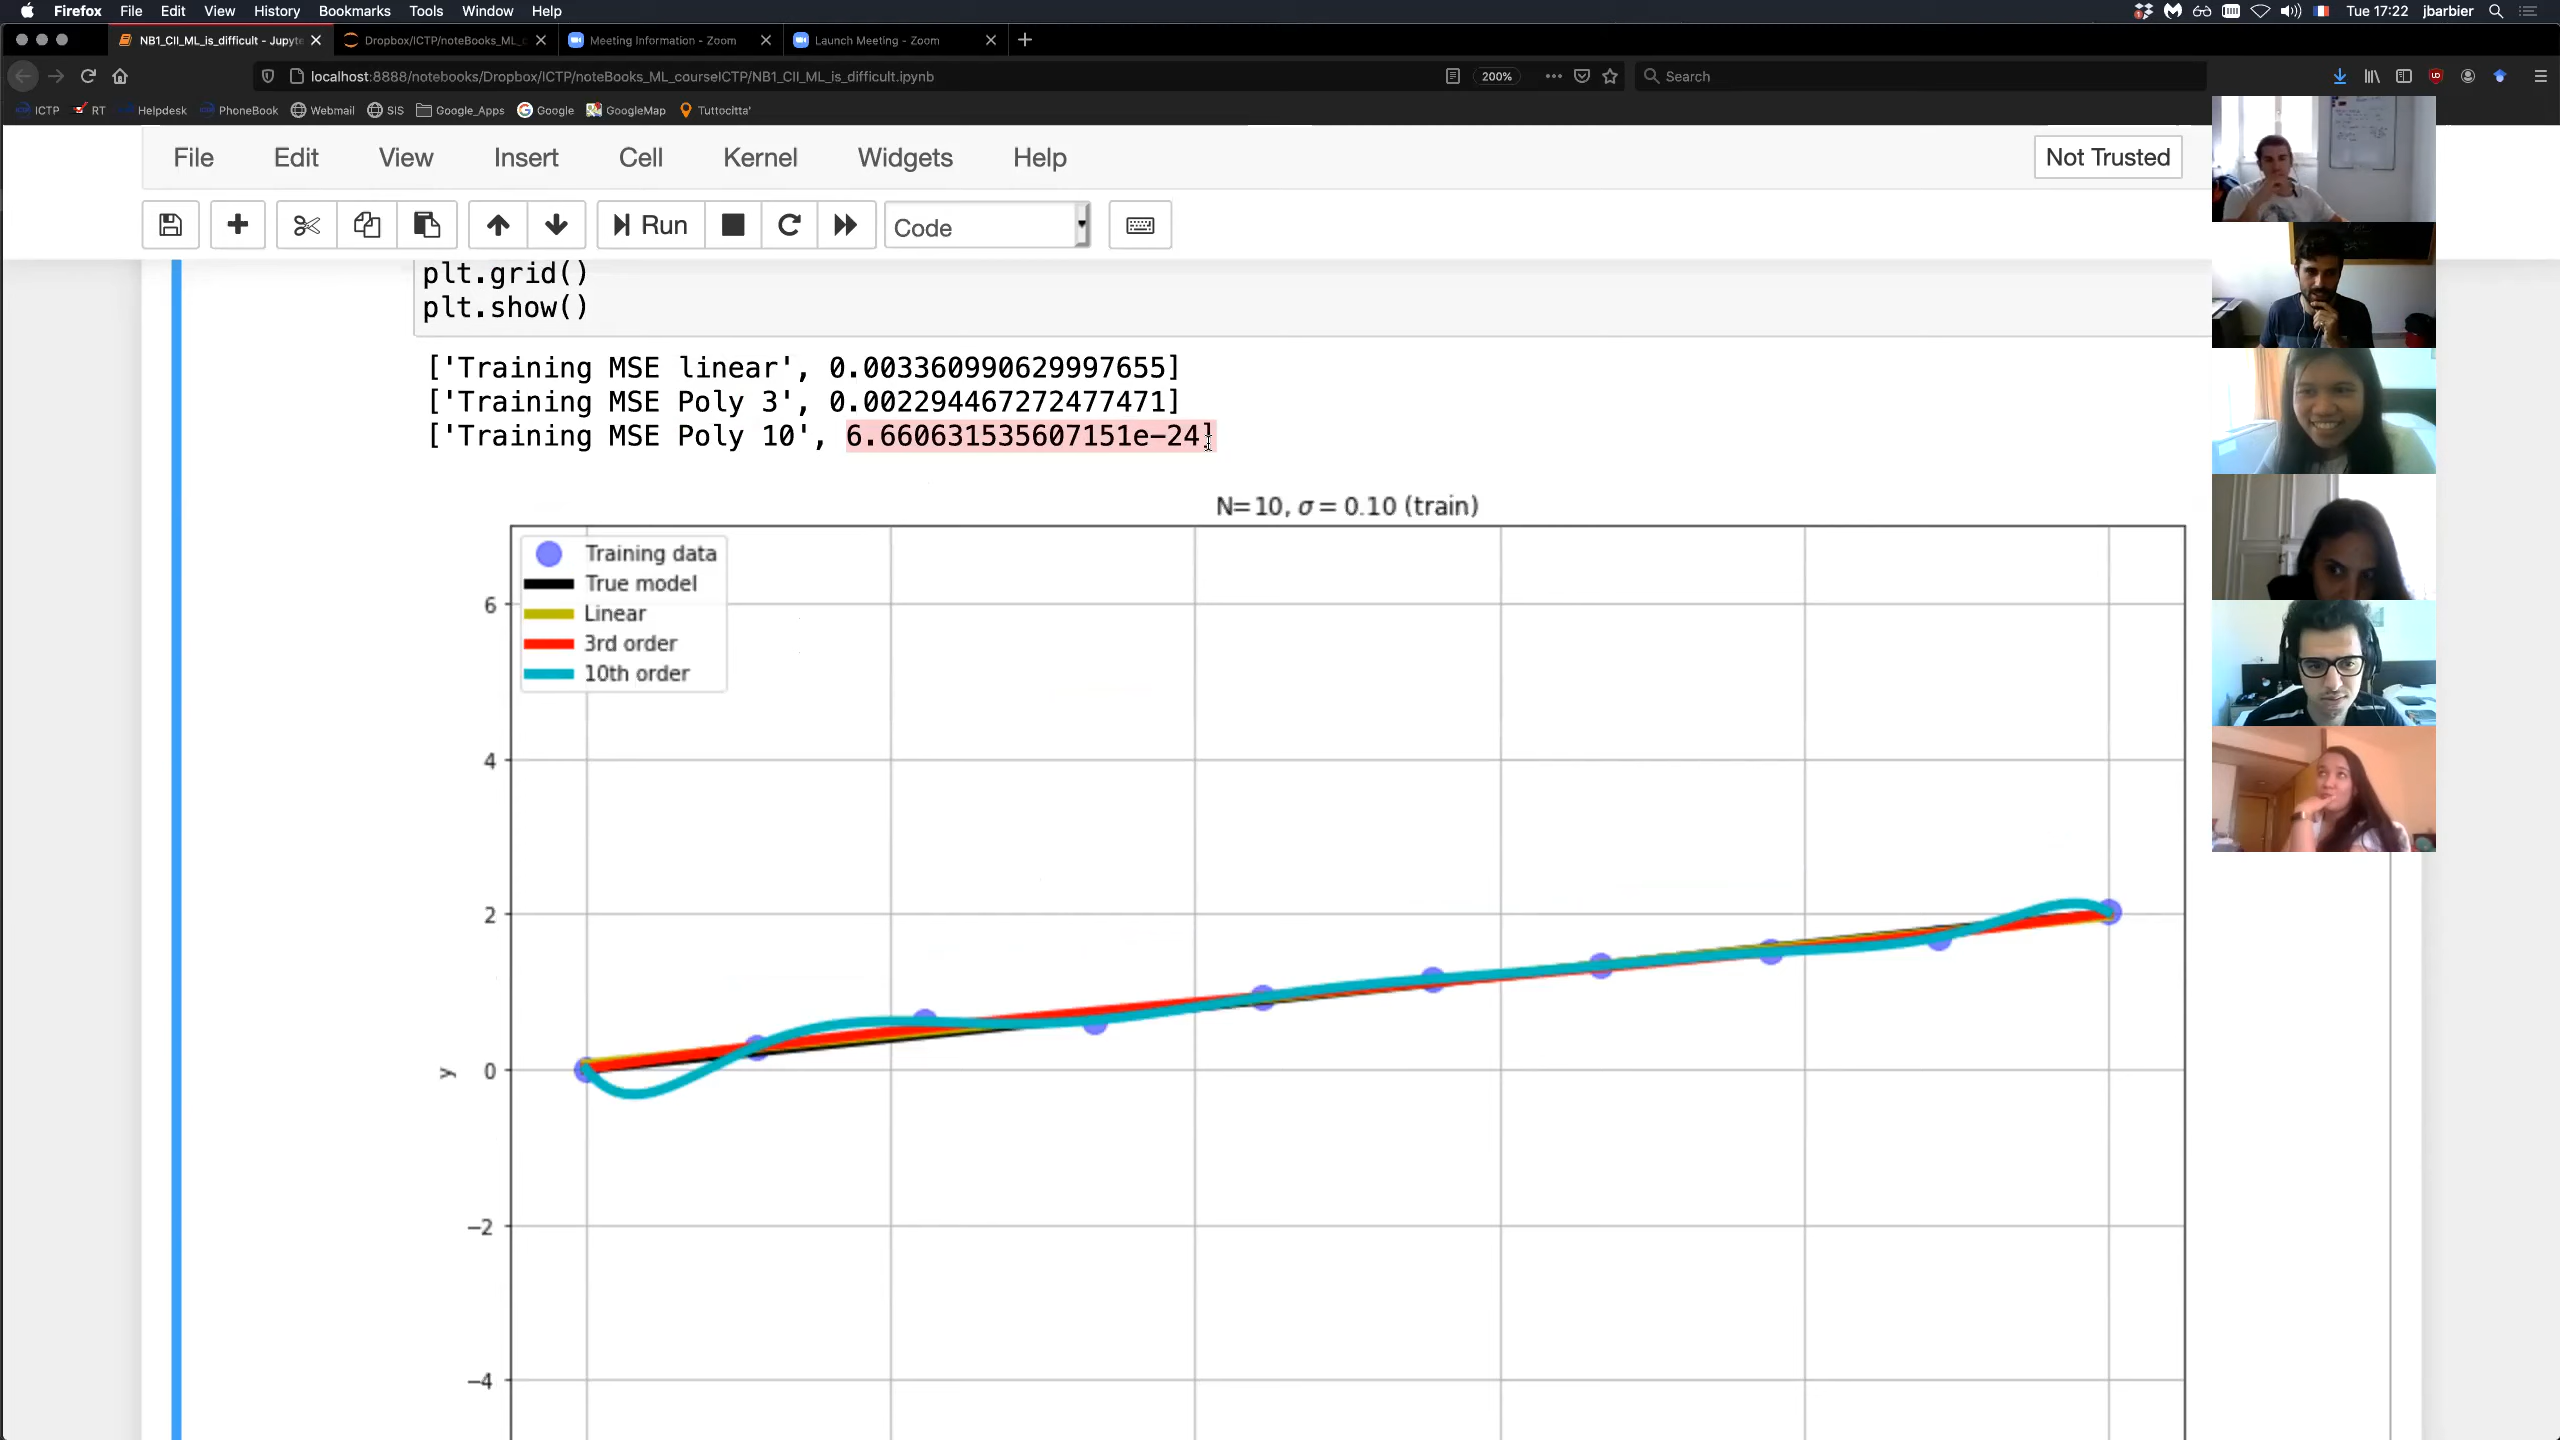 Firefox File Edit View History Bookmarks Tools Window Help Tue 17:22 jbarbier
NB1_CII_ML_is_difficult - Jupyte Dropbox/ICTP/noteBooks_ML_c Meeting Information - Zoom Launch Meeting - Zoom
localhost:8888/notebooks/Dropbox/ICTP/noteBooks_ML_courseICTP/NB1_CII_ML_is_difficult.ipynb 200% Search
ICTP RT Helpdesk PhoneBook Webmail SIS Google_Apps Google GoogleMap Tuttocitta'
File Edit View Insert Cell Kernel Widgets Help Not Trusted
Run Code
plt.grid()
plt.show()
['Training MSE linear', 0.003360990629997655]
['Training MSE Poly 3', 0.002294467272477471]
['Training MSE Poly 10', 6.660631535607151e-24]
N=10, σ = 0.10 (train)
Training data
True model
Linear
3rd order
10th order
6
4
2
0
−2
−4
y